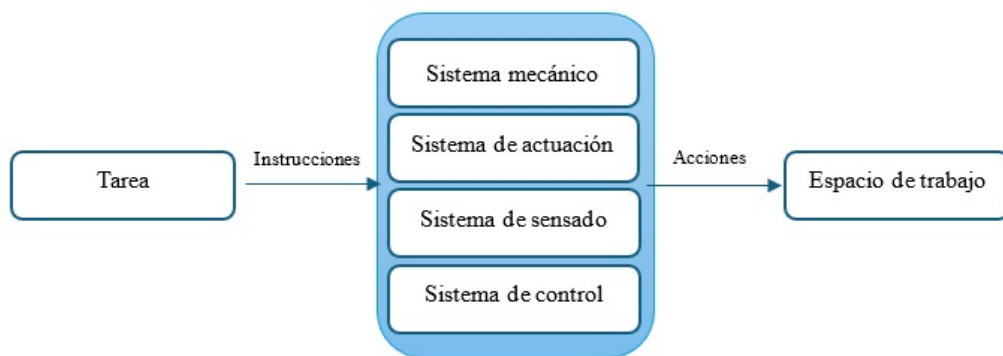 Tarea
Instrucciones
Sistema mecánico
Sistema de actuación
Sistema de sensado
Sistema de control
Acciones
Espacio de trabajo